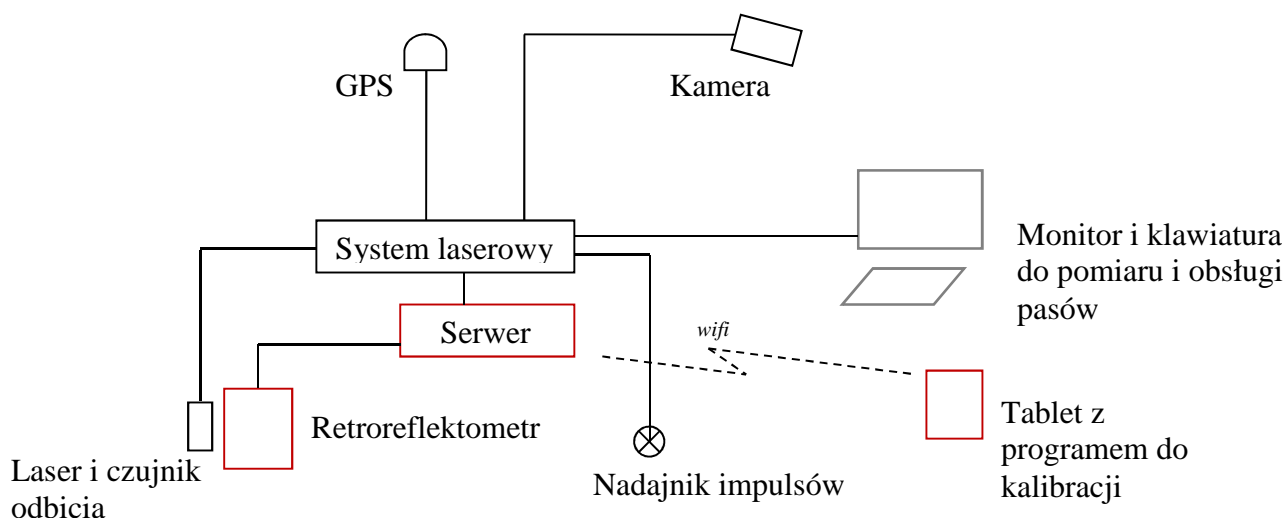 GPS
Kamera
System laserowy
Monitor i klawiatura
do pomiaru i obsługi
pasów
Serwer
wifi
Retroreflektometr
Tablet z
programem do
kalibracji
Laser i czujnik
odbicia
Nadajnik impulsów